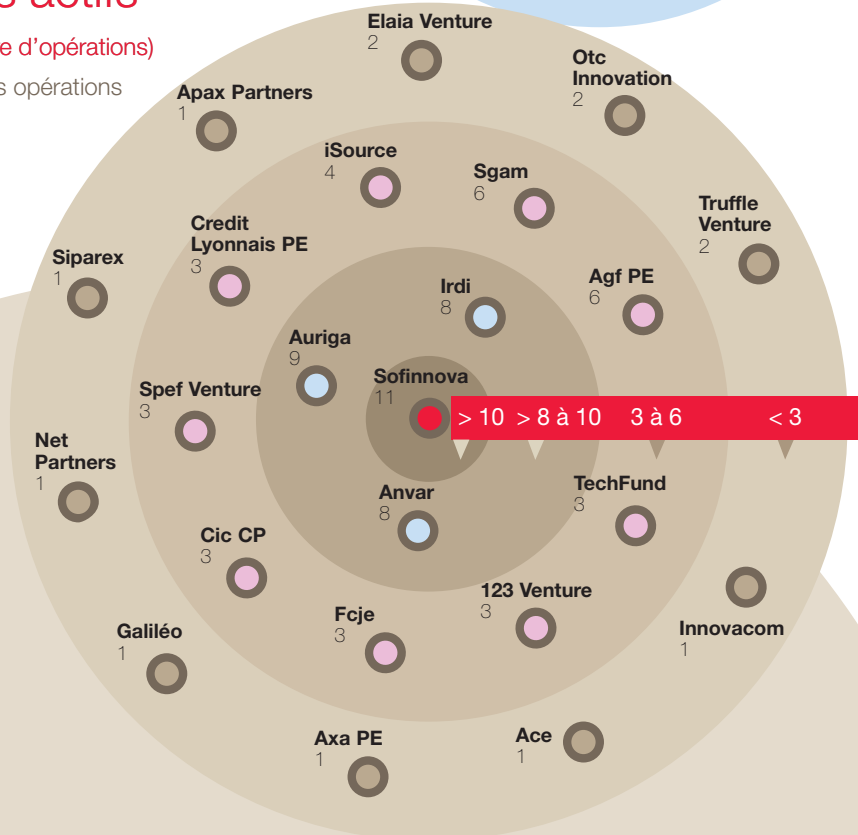 s actifs
e d'opérations)
s opérations
Elaia Venture
2
Otc
Innovation
2
Apax Partners
1
iSource
4
Sgam
6
Truffle
Venture
2
Credit
Lyonnais PE
3
Siparex
1
Irdi
8
Agf PE
6
Auriga
9
Sofinnova
11
Spef Venture
3
> 10 > 8 à 10 3 à 6 < 3
Net
Partners
1
Anvar
8
TechFund
3
Cic CP
3
123 Venture
3
Fcje
3
Galiléo
1
Innovacom
1
Axa PE
1
Ace
1